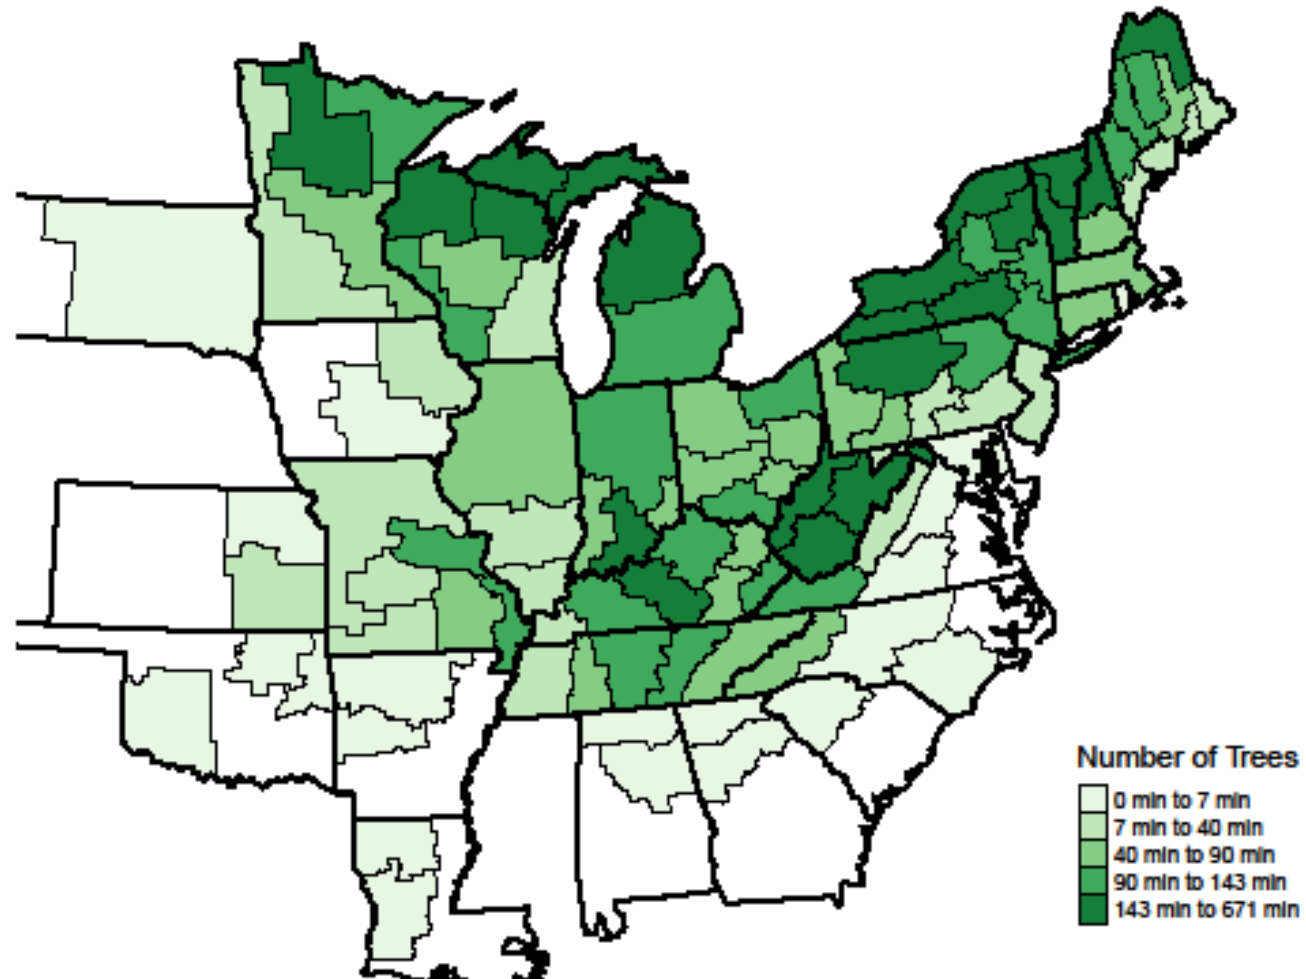 Number of Trees
0 min to 7 min
7 min to 40 min
40 min to 90 min
90 min to 143 min
143 min to 671 min